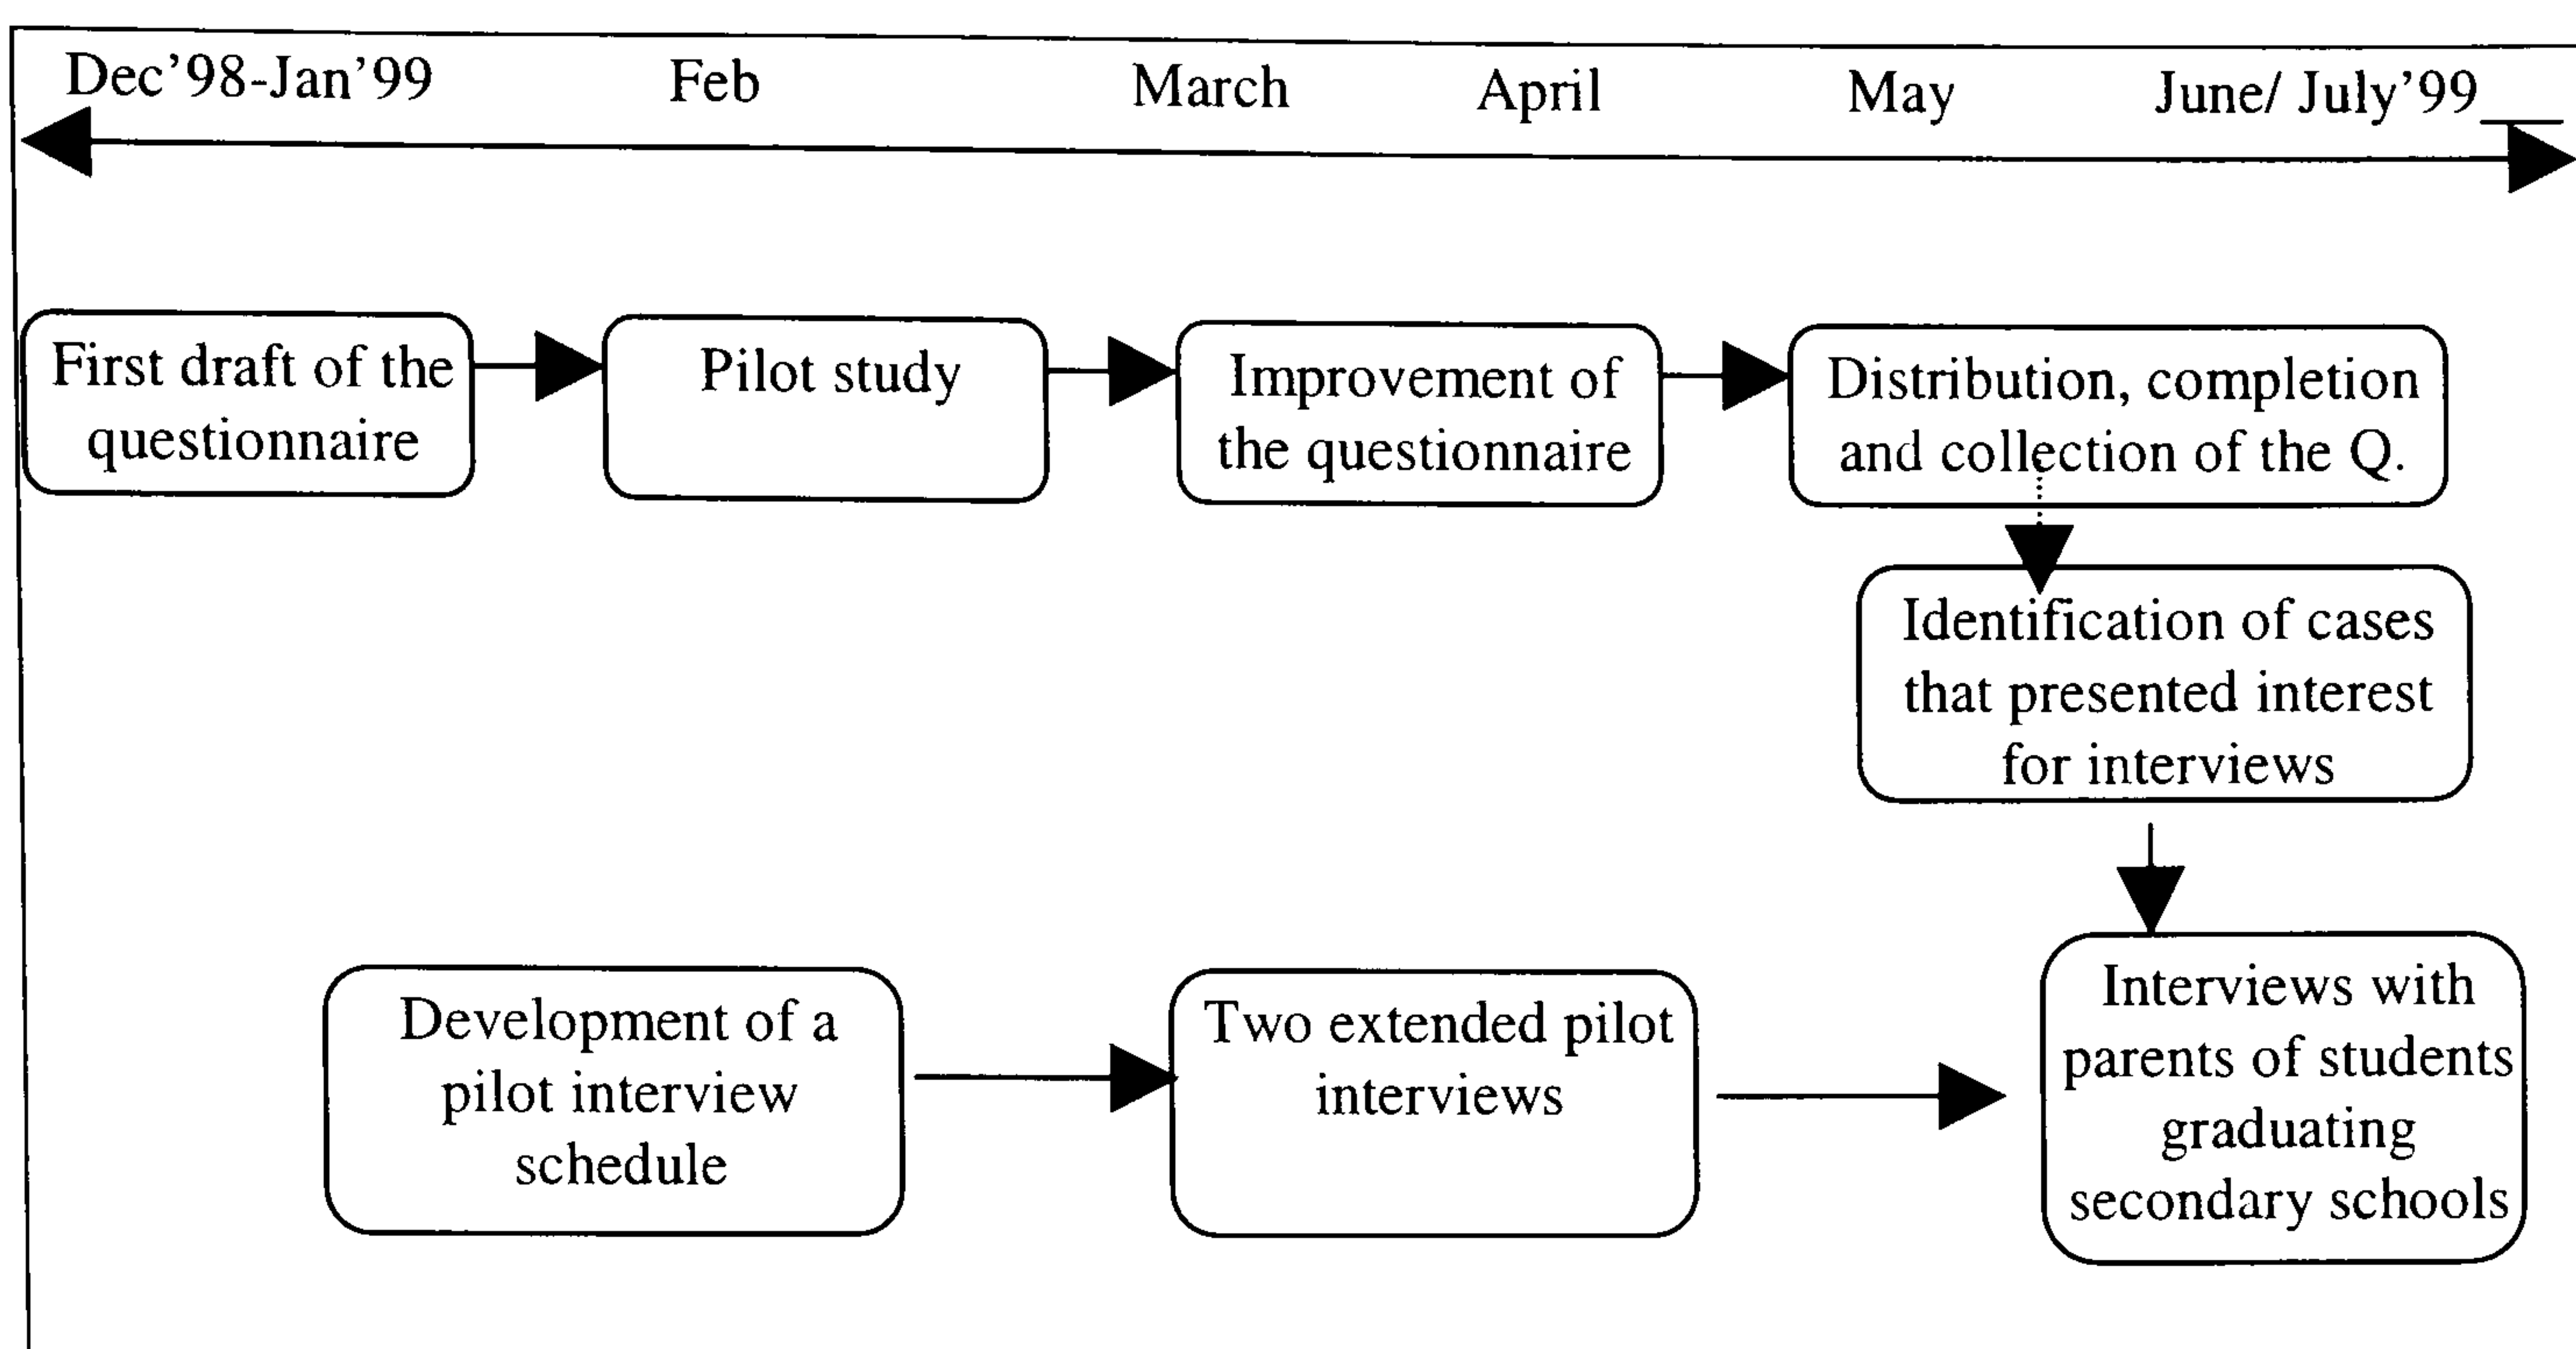 Dec'98-Jan'99 Feb March April May June/ July'99
First draft of the
questionnaire
Pilot study
Improvement of
the questionnaire
Distribution, completion
and collection of the Q.
Identification of cases
that presented interest
for interviews
Development of a
pilot interview
schedule
Two extended pilot
interviews
Interviews with
parents of students
graduating
secondary schools